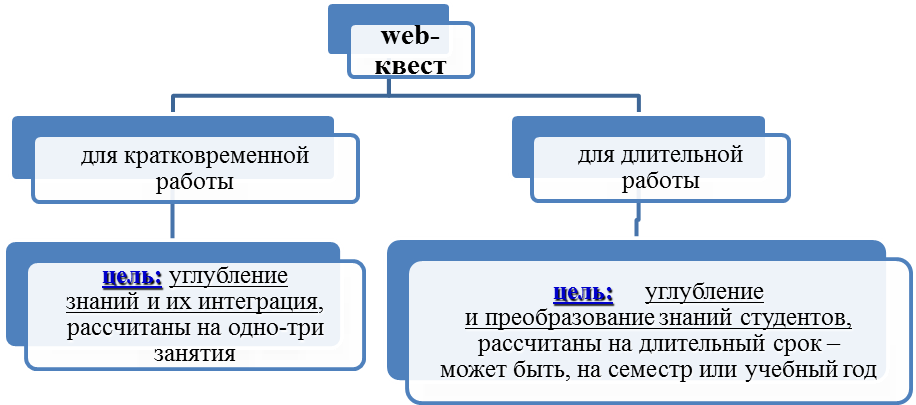 web-
квест
для кратковременной
работы
для длительной
работы
цель: углубление
знаний и их интеграция,
рассчитаны на одно-три
занятия
цель: углубление
и преобразование знаний студентов,
рассчитаны на длительный срок –
может быть, на семестр или учебный год